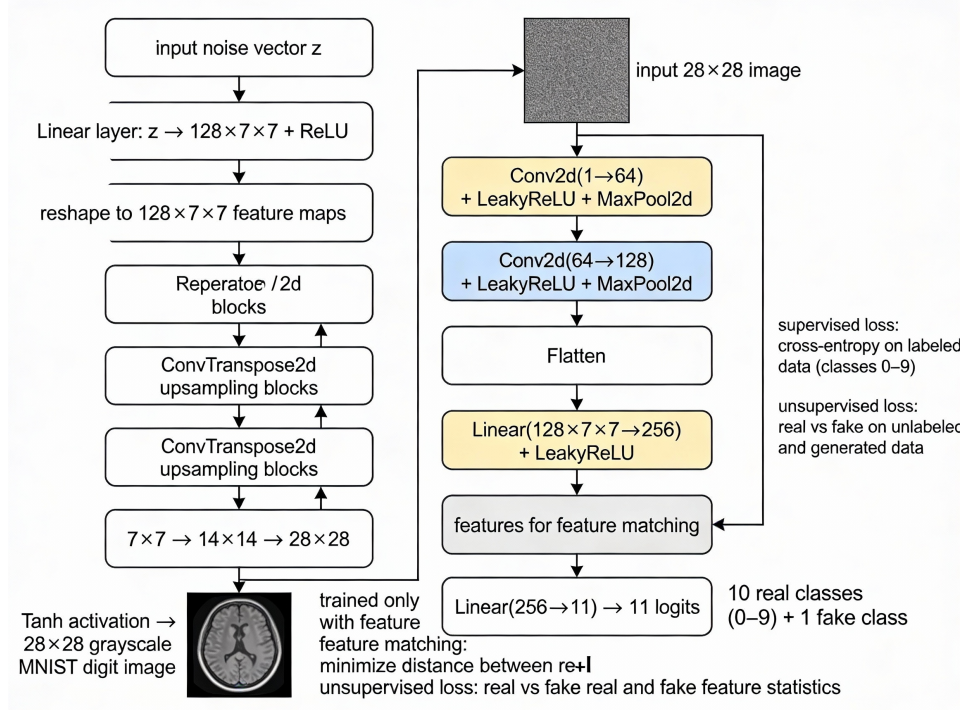 input noise vector z
Linear layer: z → 128×7×7 + ReLU
reshape to 128×7×7 feature maps
/ 2d
blocks
ConvTranspose2d
upsampling blocks
ConvTranspose2d
upsampling blocks
7×7 → 14×14 → 28×28
Tanh activation →
28×28 grayscale
MNIST digit image
trained only
with feature
feature matching:
minimize distance between
unsupervised loss: real vs fake real and fake feature statistics
input 28×28 image
Conv2d(1→64)
+ LeakyReLU + MaxPool2d
Conv2d(64→128)
+ LeakyReLU + MaxPool2d
Flatten
Linear(128×7×7→256)
+ LeakyReLU
features for feature matching
Linear(256→11) → 11 logits
10 real classes
(0–9) + 1 fake class
supervised loss:
cross-entropy on labeled
data (classes 0–9)
unsupervised loss:
real vs fake on unlabeled
and generated data